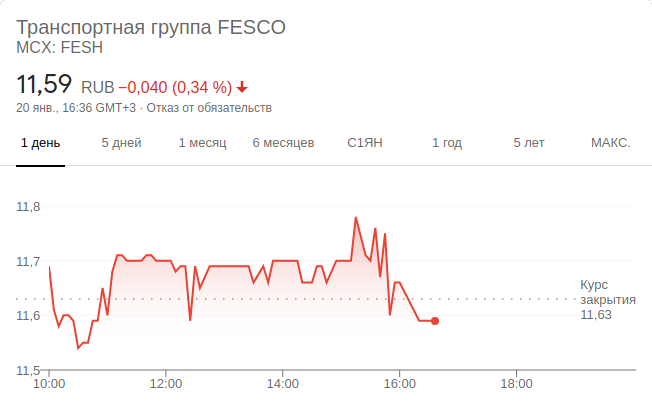 Транспортная группа FESCO
MCX: FESH
11,59 RUB −0,040 (0,34 %)
20 янв., 16:36 GMT+3 · Отказ от обязательств
1 день 5 дней 1 месяц 6 месяцев С1ЯН 1 год 5 лет МАКС.
11,8
11,7
11,6
11,5
Курс
закрытия
11,63
10:00 12:00 14:00 16:00 18:00